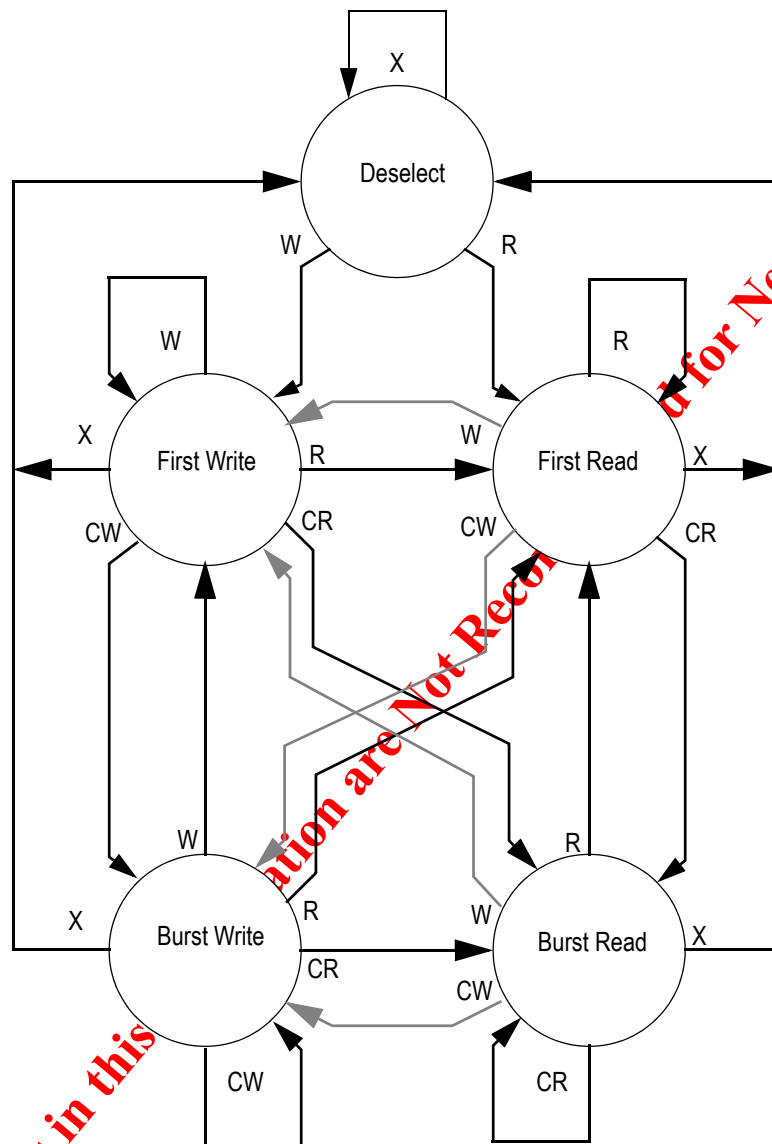 X
Deselect
W
R
W
R
X
First Write
R
W
First Read
X
CW
CR
CW
CR
W
R
X
Burst Write
R
W
Burst Read
X
CR
CW
CW
CR
in this
ation are Not Recom
d for Ne